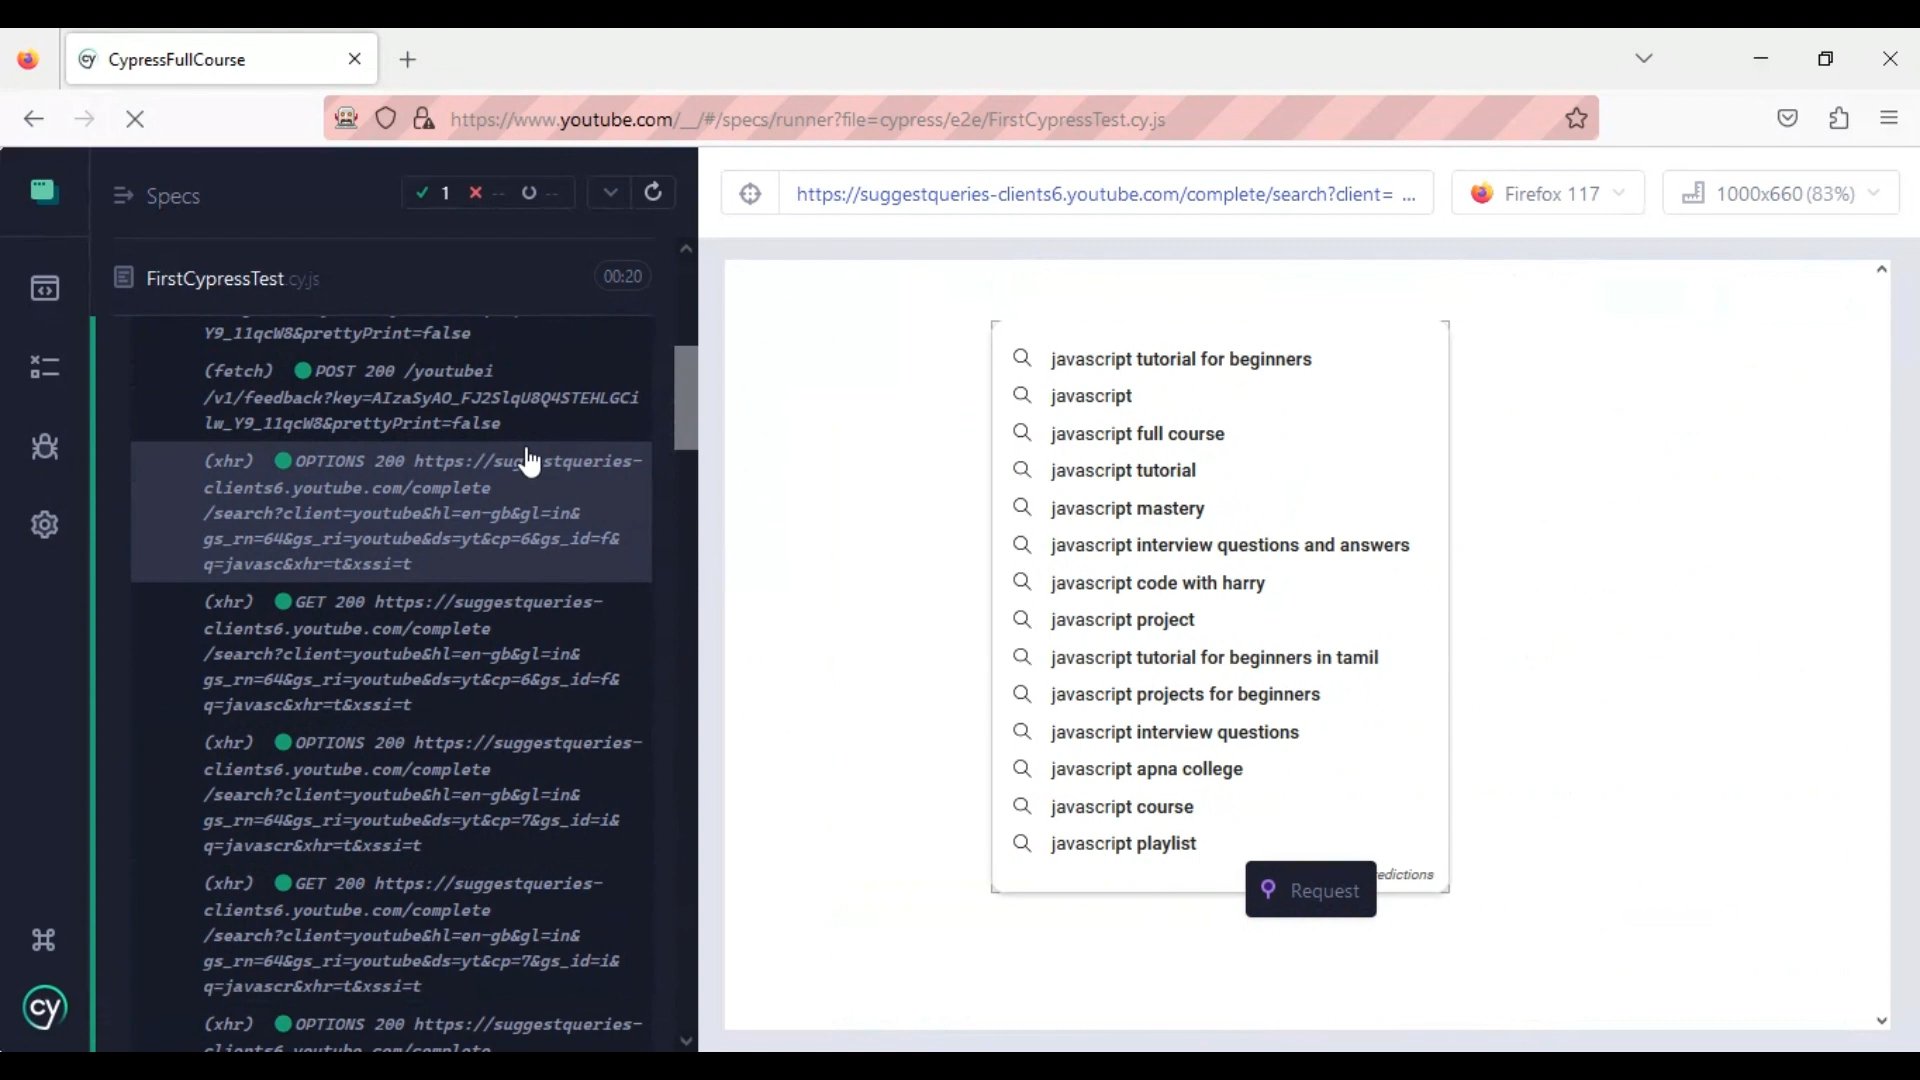 CypressFullCourse
https://www.youtube.com/__/#/specs/runner?file=cypress/e2e/FirstCypressTest.cy.js
Specs
1
--
--
https://suggestqueries-clients6.youtube.com/complete/search?client= ...
Firefox 117
1000x660 (83%)
FirstCypressTest.cy.js
00:20
Y9_11qcW8&prettyPrint=false
(fetch) POST 200 /youtubei
/v1/feedback?key=AIzaSyAO_FJ2SlqU8Q4STEHLGCi
lw_Y9_11qcW8&prettyPrint=false
(xhr) OPTIONS 200 https://suggestqueries-
clients6.youtube.com/complete
/search?client=youtube&hl=en-gb&gl=in&
gs_rn=64&gs_ri=youtube&ds=yt&cp=6&gs_id=f&
q=javasc&xhr=t&xssi=t
(xhr) GET 200 https://suggestqueries-
clients6.youtube.com/complete
/search?client=youtube&hl=en-gb&gl=in&
gs_rn=64&gs_ri=youtube&ds=yt&cp=6&gs_id=f&
q=javasc&xhr=t&xssi=t
(xhr) OPTIONS 200 https://suggestqueries-
clients6.youtube.com/complete
/search?client=youtube&hl=en-gb&gl=in&
gs_rn=64&gs_ri=youtube&ds=yt&cp=7&gs_id=i&
q=javascr&xhr=t&xssi=t
(xhr) GET 200 https://suggestqueries-
clients6.youtube.com/complete
/search?client=youtube&hl=en-gb&gl=in&
gs_rn=64&gs_ri=youtube&ds=yt&cp=7&gs_id=i&
q=javascr&xhr=t&xssi=t
(xhr) OPTIONS 200 https://suggestqueries-
clients6.youtube.com/complete
cy
javascript tutorial for beginners
javascript
javascript full course
javascript tutorial
javascript mastery
javascript interview questions and answers
javascript code with harry
javascript project
javascript tutorial for beginners in tamil
javascript projects for beginners
javascript interview questions
javascript apna college
javascript course
javascript playlist
edictions
Request